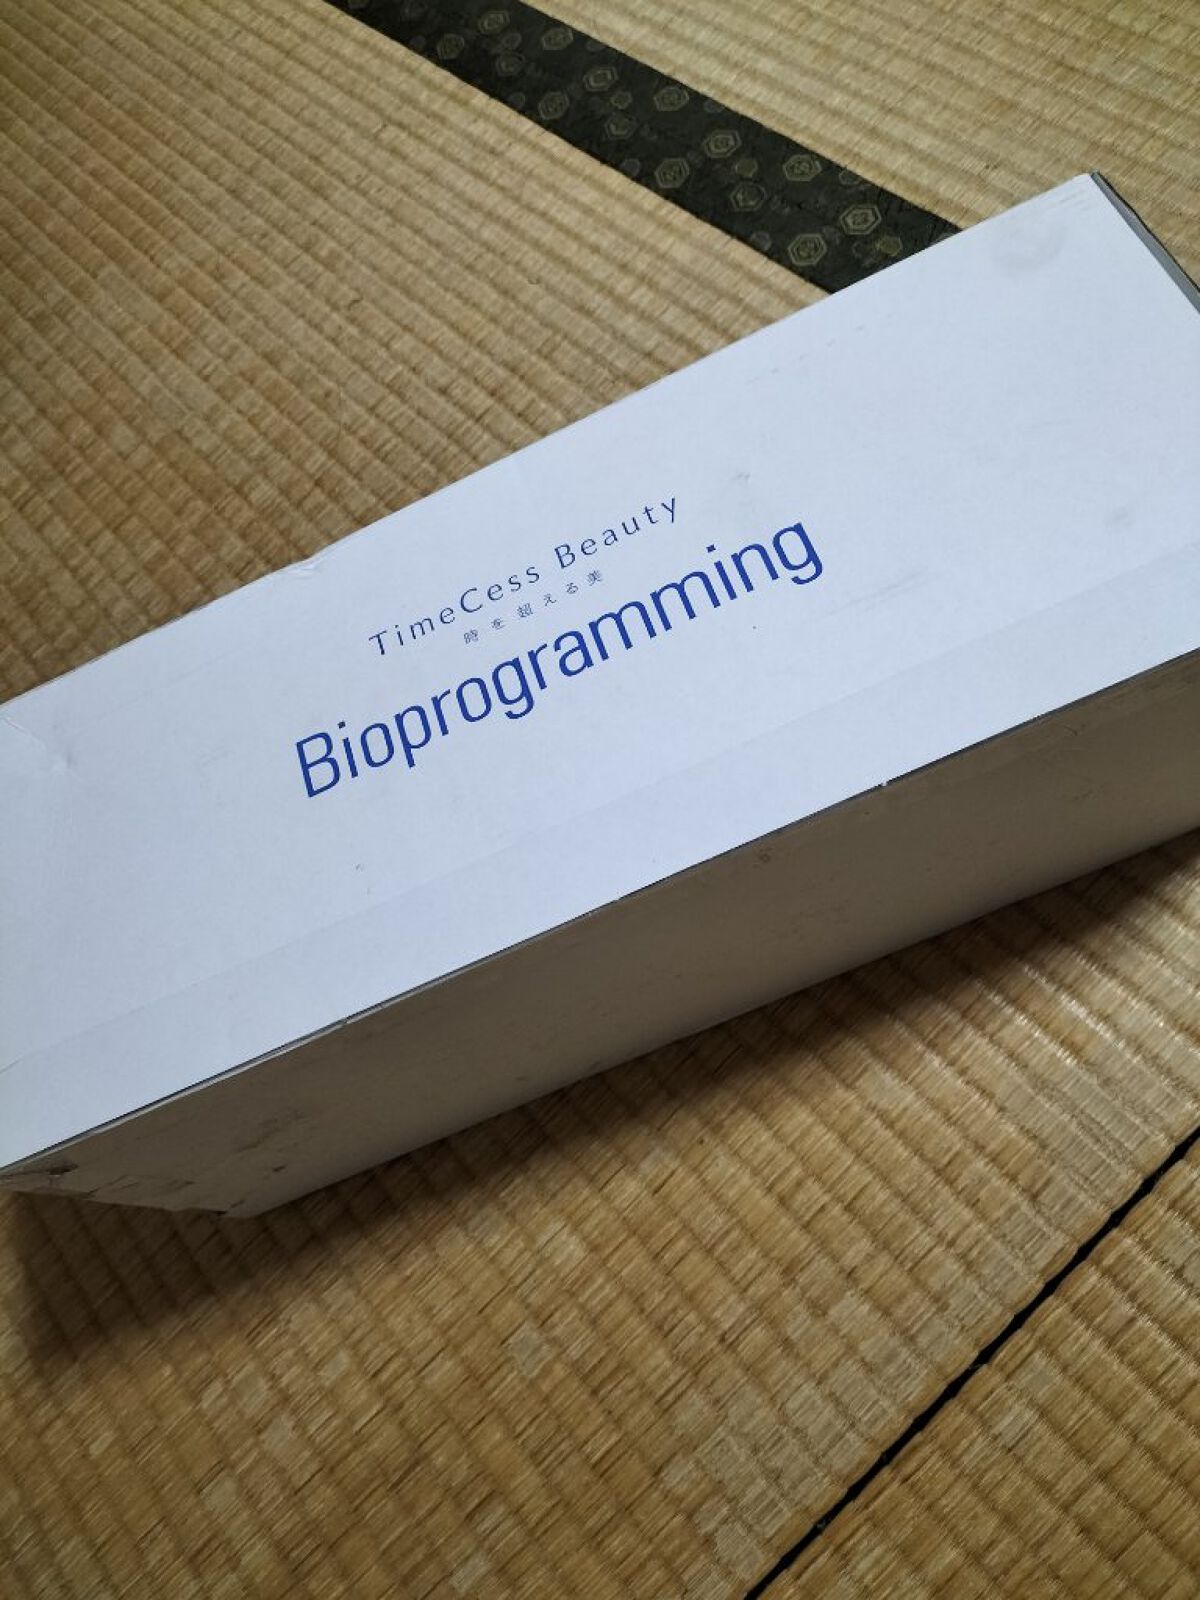 TimeCess Beauty
時を超える美
Bioprogramming